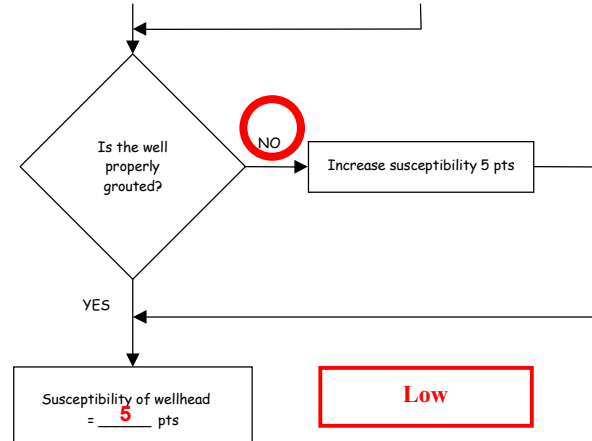 Is the well
properly
grouted?
NO
Increase susceptibility 5 pts
YES
Susceptibility of wellhead
= 5 pts
Low